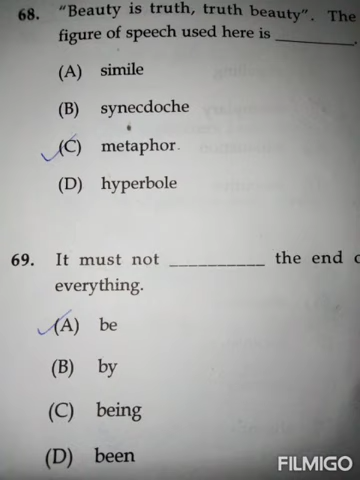 68. "Beauty is truth, truth beauty". The
figure of speech used here is __________.
(A) simile
(B) synecdoche
(C) metaphor.
(D) hyperbole
69. It must not __________ the end
everything.
(A) be
(B) by
(C) being
(D) been
FILMIGO